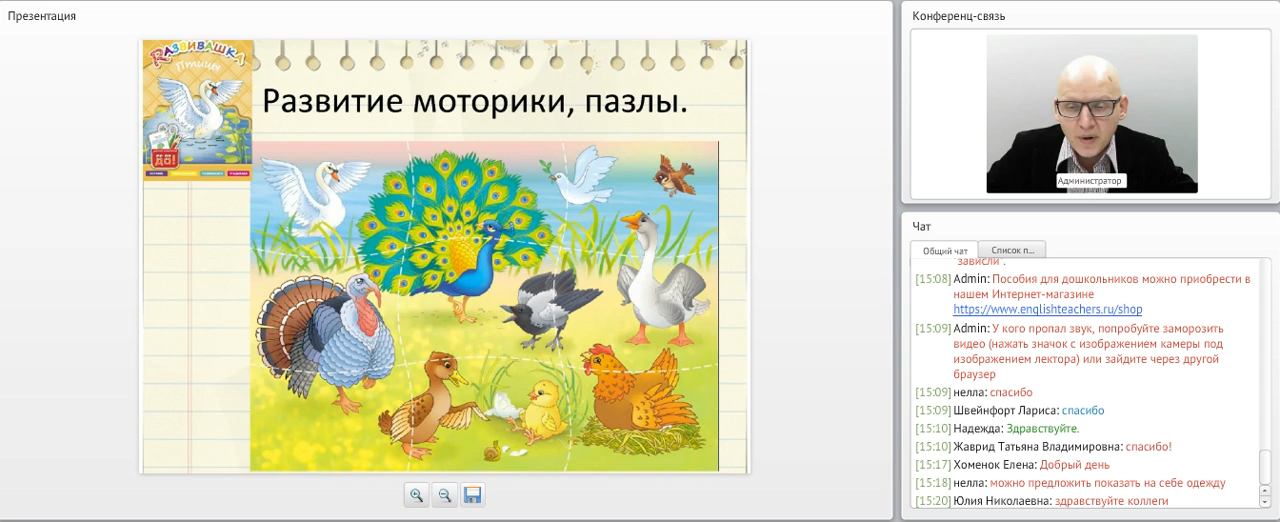 Презентация
РАЗВИВАШКА
Птицы
ДО!
Развитие моторики, пазлы.
Конференц-связь
Администратор
Чат
Общий чат
Список п...
"зависли".
[15:08] Admin: Пособия для дошкольников можно приобрести в
нашем Интернет-магазине
https://www.englishteachers.ru/shop
[15:09] Admin: У кого пропал звук, попробуйте заморозить
видео (нажать значок с изображением камеры под
изображением лектора) или зайдите через другой
браузер
[15:09] нелла: спасибо
[15:09] Швейнфорт Лариса: спасибо
[15:10] Надежда: Здравствуйте.
[15:10] Жаврид Татьяна Владимировна: спасибо!
[15:17] Хоменок Елена: Добрый день
[15:18] нелла: можно предложить показать на себе одежду
[15:20] Юлия Николаевна: здравствуйте коллеги